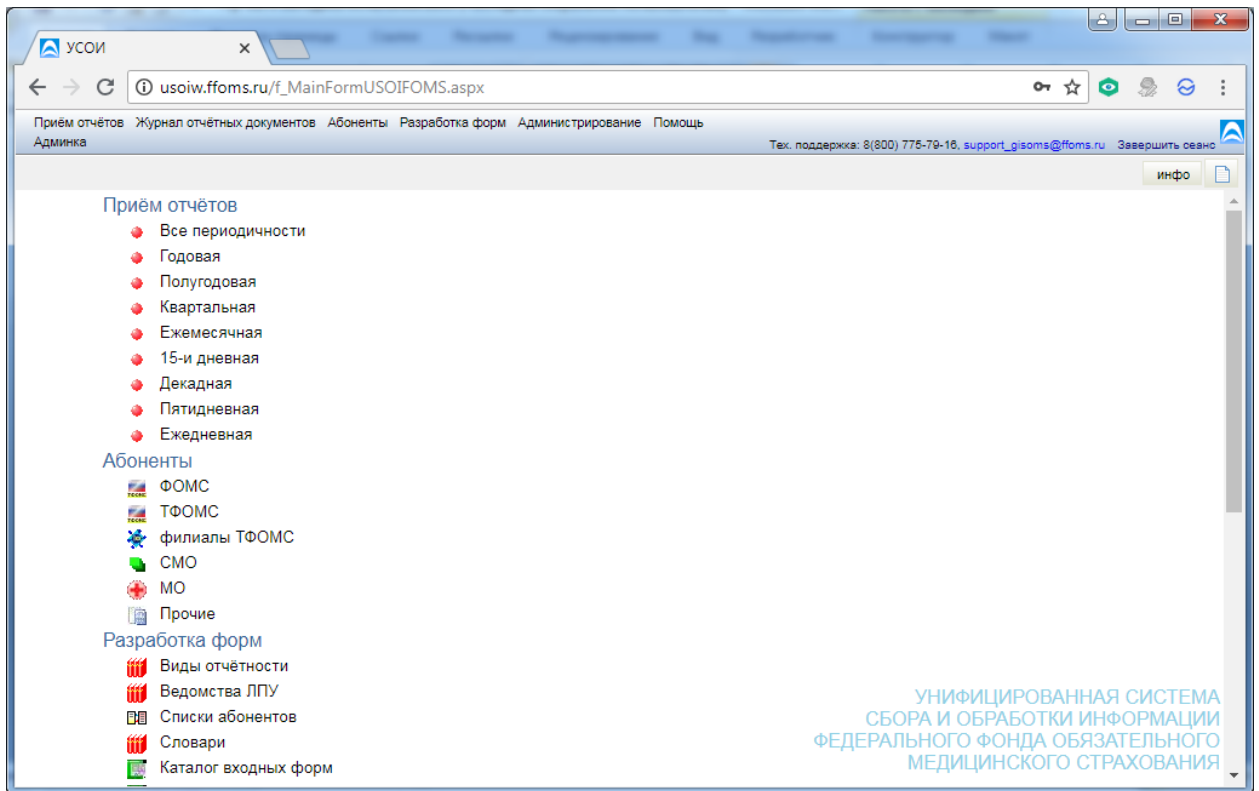 УСОИ
usoiw.ffoms.ru/f_MainFormUSOIFOMS.aspx
Приём отчётов Журнал отчётных документов Абоненты Разработка форм Администрирование Помощь
Админка
Тех. поддержка: 8(800) 775-79-16, support_gisoms@ffoms.ru Завершить сеанс
инфо
Приём отчётов
Все периодичности
Годовая
Полугодовая
Квартальная
Ежемесячная
15-и дневная
Декадная
Пятидневная
Ежедневная
Абоненты
ФОМС
ТФОМС
филиалы ТФОМС
СМО
МО
Прочие
Разработка форм
Виды отчётности
Ведомства ЛПУ
Списки абонентов
Словари
Каталог входных форм
УНИФИЦИРОВАННАЯ СИСТЕМА
СБОРА И ОБРАБОТКИ ИНФОРМАЦИИ
ФЕДЕРАЛЬНОГО ФОНДА ОБЯЗАТЕЛЬНОГО
МЕДИЦИНСКОГО СТРАХОВАНИЯ